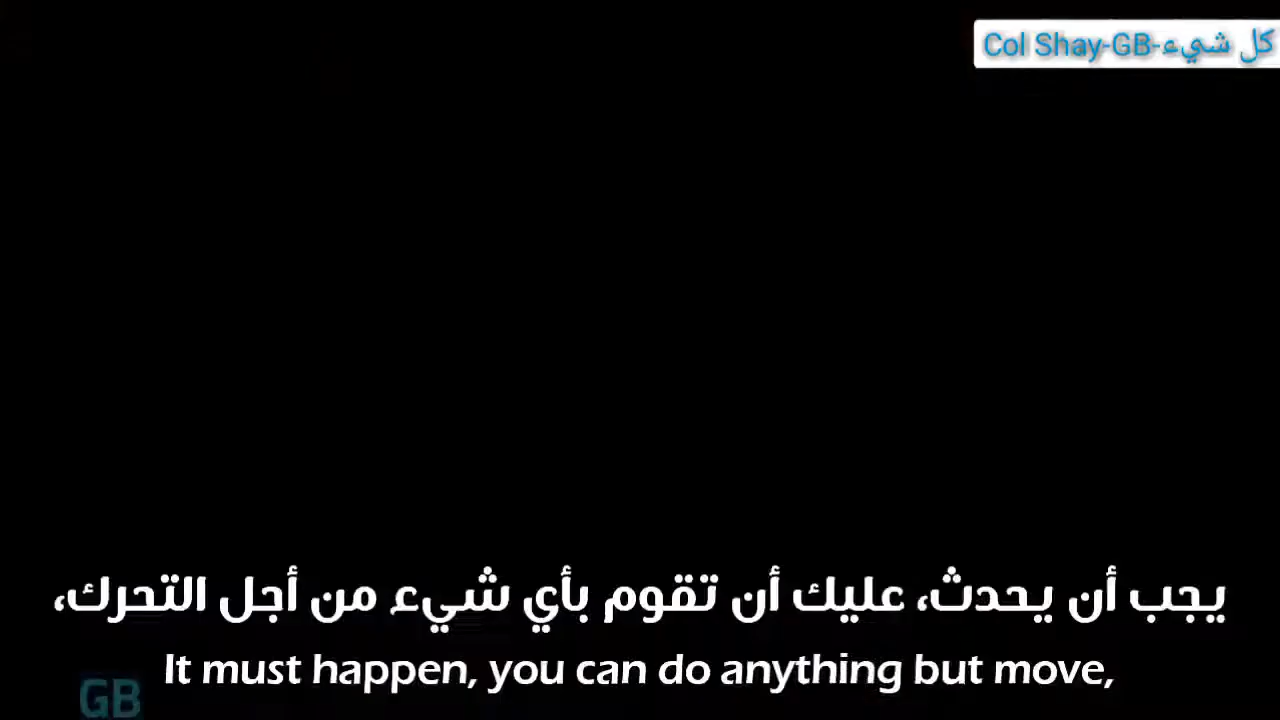 Col Shay-GB-كل شيء
يجب أن يحدث، عليك أن تقوم بأي شيء من أجل التحرك،
It must happen, you can do anything but move,
GB